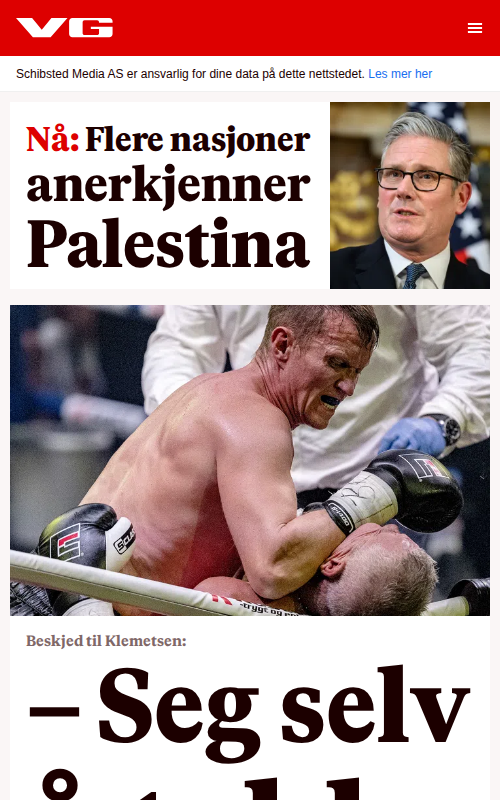 VG
Schibsted Media AS er ansvarlig for dine data på dette nettstedet. Les mer her
Nå: Flere nasjoner
anerkjenner
Palestina
Beskjed til Klemetsen:
– Seg selv